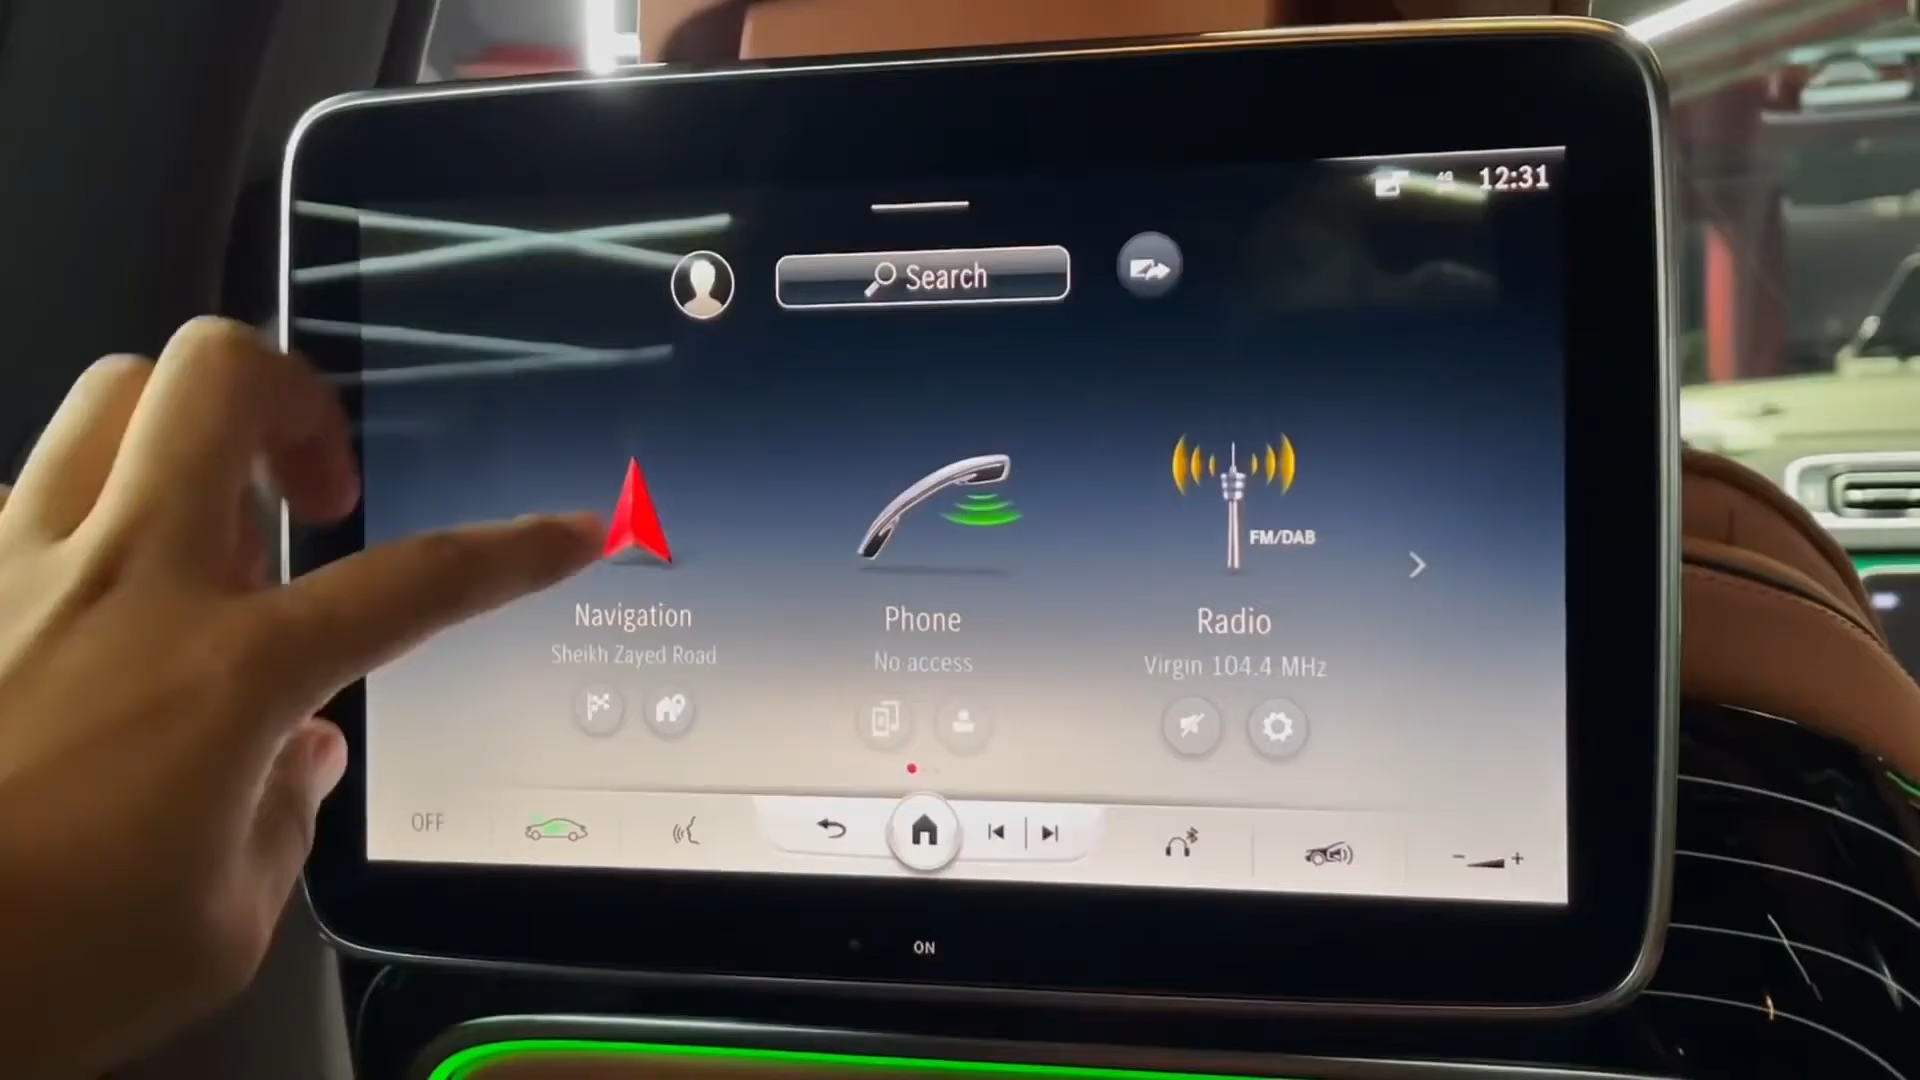 12:31
Search
FM/DAB
Navigation
Phone
Radio
Sheikh Zayed Road
No access
Virgin 104.4 MHz
OFF
ON